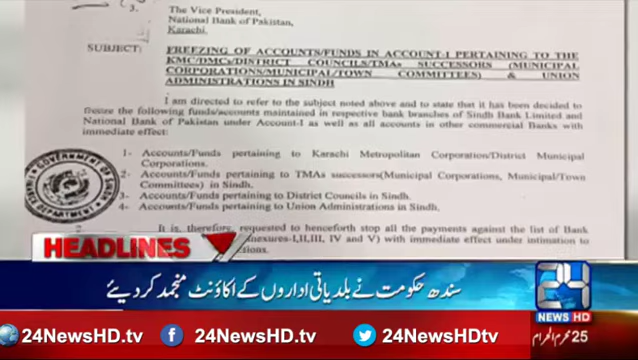 The Vice President,
National Bank of Pakistan,
Karachi.
SUBJECT: FREEZING OF ACCOUNTS/FUNDS IN ACCOUNT-I PERTAINING TO THE
KMC/DMCs/DISTRICT COUNCILS/TMAs SUCCESSORS (MUNICIPAL
CORPORATIONS/MUNICIPAL/TOWN COMMITTEES) & UNION
ADMINISTRATIONS IN SINDH
I am directed to refer to the subject noted above and to state that it has been decided to
freeze the following funds/accounts maintained in respective bank branches of Sindh Bank Limited and
National Bank of Pakistan under Account-I as well as all accounts in other commercial Banks with
immediate effect:
1- Accounts/Funds pertaining to Karachi Metropolitan Corporation/District Municipal
Corporations.
2- Accounts/Funds pertaining to TMAs successors(Municipal Corporations, Municipal/Town
Committees) in Sindh.
3- Accounts/Funds pertaining to District Councils in Sindh.
4- Accounts/Funds pertaining to Union Administrations in Sindh.
GOVERNMENT OF SINDH
DEPARTMENT
2. It is, therefore, requested to henceforth stop all the payments against the list of Bank
nexures-I,II,III, IV and V) with immediate effect under intimation to
HEADLINES
سندھ حکومت نے بلدیاتی اداروں کے اکاؤنٹ منجمد کر دیئے
24
NEWS HD
24NewsHD.tv 24NewsHD.tv 24NewsHDtv
25 محرم الحرام